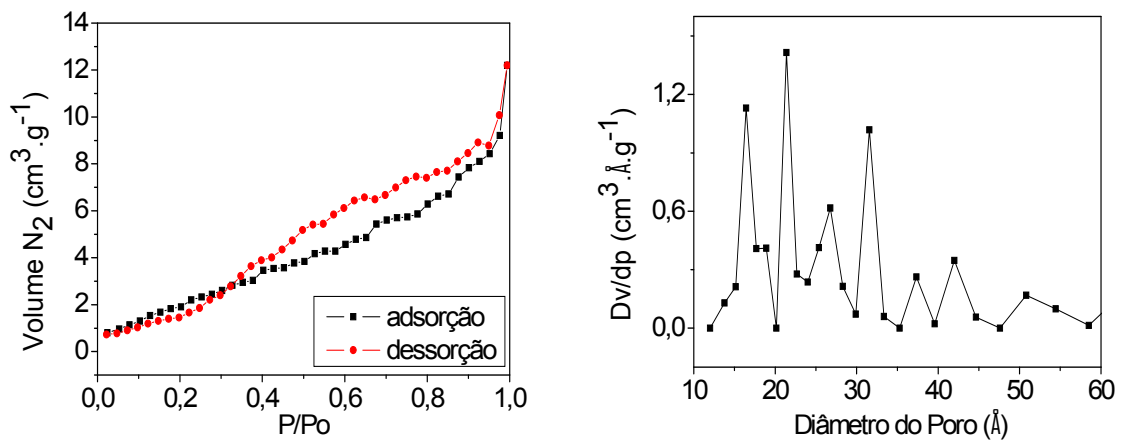 Volume N₂ (cm³.g⁻¹)
14
12
10
8
6
4
2
0
0,0 0,2 0,4 0,6 0,8 1,0
P/Po
adsorção
dessorção
Dv/dp (cm³.Å.g⁻¹)
1,2
0,6
0,0
10 20 30 40 50 60
Diâmetro do Poro (Å)